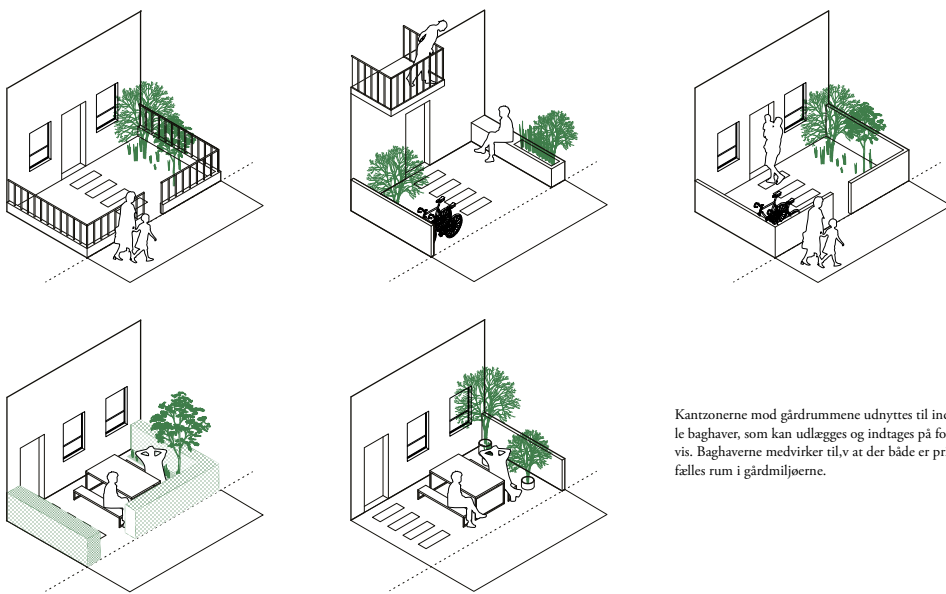 Kantzonerne mod gårdrummene udnyttes til
le baghaver, som kan udlægges og indtages på
vis. Baghaverne medvirker til,v at der både er
fælles rum i gårdmiljøerne.